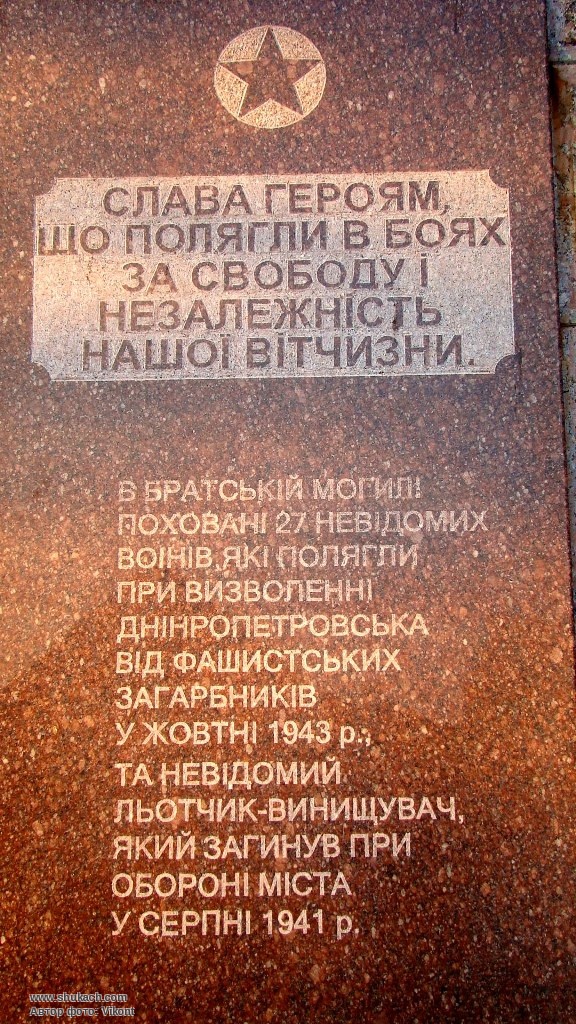 СЛАВА ГЕРОЯМ,
ЩО ПОЛЯГЛИ В БОЯХ
ЗА СВОБОДУ І
НЕЗАЛЕЖНІСТЬ
НАШОЇ ВІТЧИЗНИ.
В БРАТСЬКІЙ МОГИЛІ
ПОХОВАНІ 27 НЕВІДОМИХ
ВОІНІВ, ЯКІ ПОЛЯГЛИ
ПРИ ВИЗВОЛЕННІ
ДНІНРОПЕТРОВСЬКА
ВІД ФАШИСТСЬКИХ
ЗАГАРБНИКІВ
У ЖОВТНІ 1943 р.,
ТА НЕВІДОМИЙ
ЛЬОТЧИК-ВИНИЩУВАЧ,
ЯКИЙ ЗАГИНУВ ПРИ
ОБОРОНІ МІСТА
У СЕРПНІ 1941 р.
www.shukach.com
Автор фото: Vikont